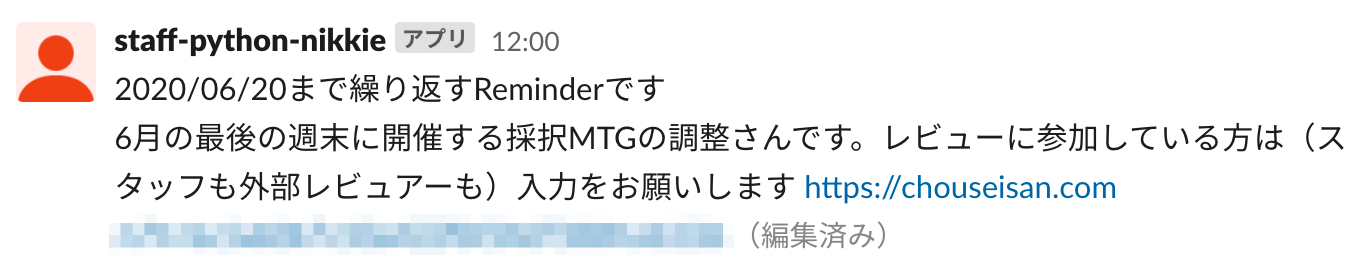 staff-python-nikkie アプリ 12:00
2020/06/20まで繰り返すReminderです
6月の最後の週末に開催する採択MTGの調整さんです。レビューに参加している方は（ス
タッフも外部レビュアーも）入力をお願いします https://chouseisan.com
（編集済み）